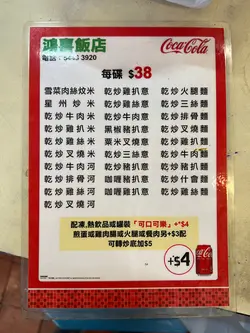 鴻喜飯店
Coca-Cola
電話：5443 3920
每碟 $38
雪菜肉絲炆米 乾炒雞扒意 乾炒火腿麵
星州炒米 乾炒三絲意 乾炒三絲麵
乾炒牛肉米 乾炒牛肉意 乾炒排骨麵
乾炒叉燒米 黑椒豬扒意 乾炒叉燒麵
乾炒雞扒米 粟米叉燒意 乾炒雞絲麵
乾炒叉燒米 乾炒三絲意 乾炒牛肉麵
乾炒牛肉河 乾炒叉燒意 乾炒雞扒麵
乾炒排骨河 咖喱豬扒意 乾炒什會麵
乾炒雞絲河 咖喱雞扒意 乾炒雞絲麵
乾炒叉燒河
配凍,熱飲品或罐裝「可口可樂」+$4
煎蛋或雞肉腸或火腿或餐肉另+$3配
可轉炒底加$5
+$4